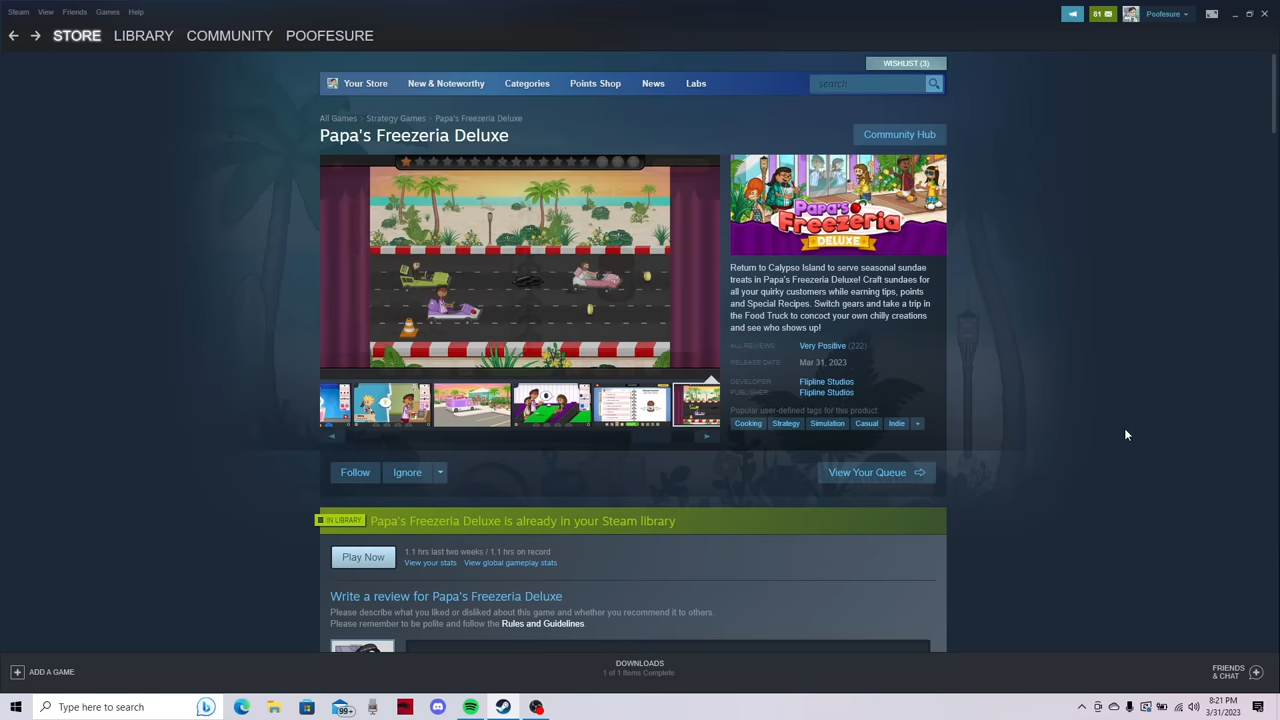 Steam View Friends Games Help
81
Poofesure
STORE LIBRARY COMMUNITY POOFESURE
WISHLIST (3)
Your Store New & Noteworthy Categories Points Shop News Labs
search
All Games > Strategy Games > Papa's Freezeria Deluxe
Papa's Freezeria Deluxe
Community Hub
Papa's
Freezeria
DELUXE
Return to Calypso Island to serve seasonal sundae
treats in Papa's Freezeria Deluxe! Craft sundaes for
all your quirky customers while earning tips, points
and Special Recipes. Switch gears and take a trip in
the Food Truck to concoct your own chilly creations
and see who shows up!
ALL REVIEWS: Very Positive (222)
RELEASE DATE: Mar 31, 2023
DEVELOPER: Flipline Studios
PUBLISHER: Flipline Studios
Popular user-defined tags for this product:
Cooking Strategy Simulation Casual Indie +
Follow Ignore
View Your Queue
IN LIBRARY Papa's Freezeria Deluxe is already in your Steam library
Play Now
1.1 hrs last two weeks / 1.1 hrs on record
View your stats View global gameplay stats
Write a review for Papa's Freezeria Deluxe
Please describe what you liked or disliked about this game and whether you recommend it to others.
Please remember to be polite and follow the Rules and Guidelines.
ADD A GAME
DOWNLOADS
1 of 1 Items Complete
FRIENDS
& CHAT
Type here to search
99+
8:21 PM
3/31/2023